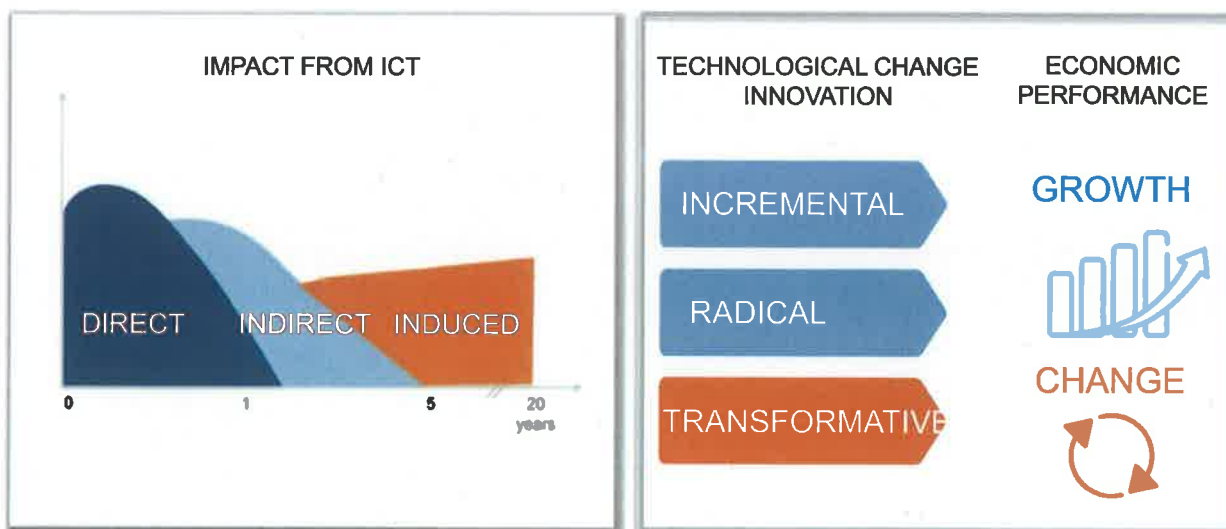 IMPACT FROM ICT
DIRECT
INDIRECT
INDUCED
0
1
5
20
years
TECHNOLOGICAL CHANGE
INNOVATION
ECONOMIC
PERFORMANCE
INCREMENTAL
RADICAL
TRANSFORMATIVE
GROWTH
CHANGE